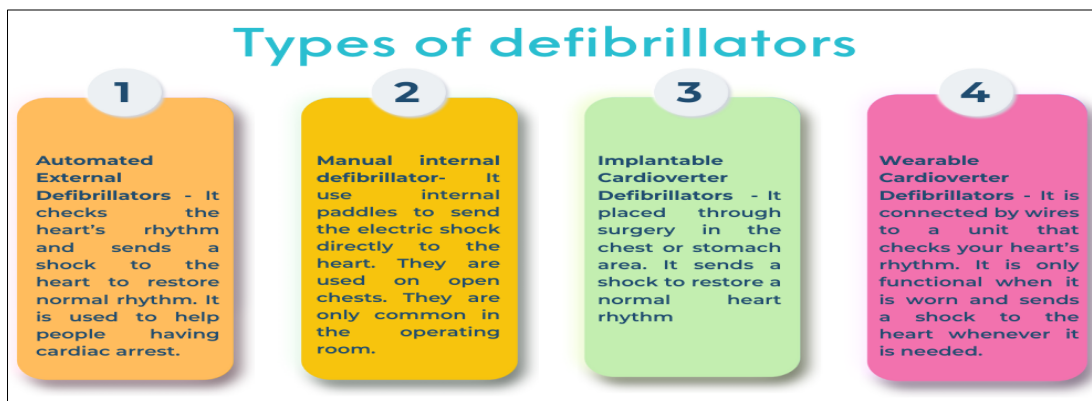 Types of defibrillators
1
Automated
External
Defibrillators - It
checks the
heart's rhythm
and sends a
shock to the
heart to restore
normal rhythm. It
is used to help
people having
cardiac arrest.
2
Manual internal
defibrillator- It
use internal
paddles to send
the electric shock
directly to the
heart. They are
used on open
chests. They are
only common in
the operating
room.
3
Implantable
Cardioverter
Defibrillators - It
placed through
surgery in the
chest or stomach
area. It sends a
shock to restore a
normal heart
rhythm
4
Wearable
Cardioverter
Defibrillators - It is
connected by wires
to a unit that
checks your heart's
rhythm. It is only
functional when it
is worn and sends
a shock to the
heart whenever it
is needed.